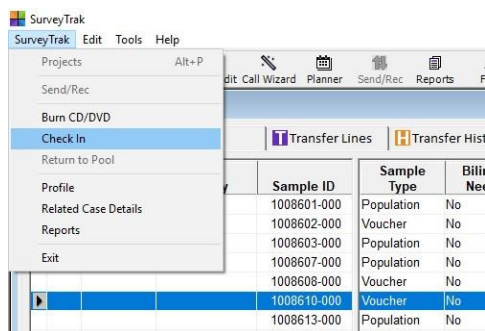 SurveyTrak
SurveyTrak Edit Tools Help
Projects Alt+P
Send/Rec
Burn CD/DVD
Check In
Return to Pool
Profile
Related Case Details
Reports
Exit
dit Call Wizard Planner Send/Rec Reports
Transfer Lines Transfer Hist
Sample ID Sample Type Bilin Nee
1008601-000 Population No
1008602-000 Voucher No
1008603-000 Population No
1008607-000 Population No
1008608-000 Voucher No
1008610-000 Voucher No
1008613-000 Population No